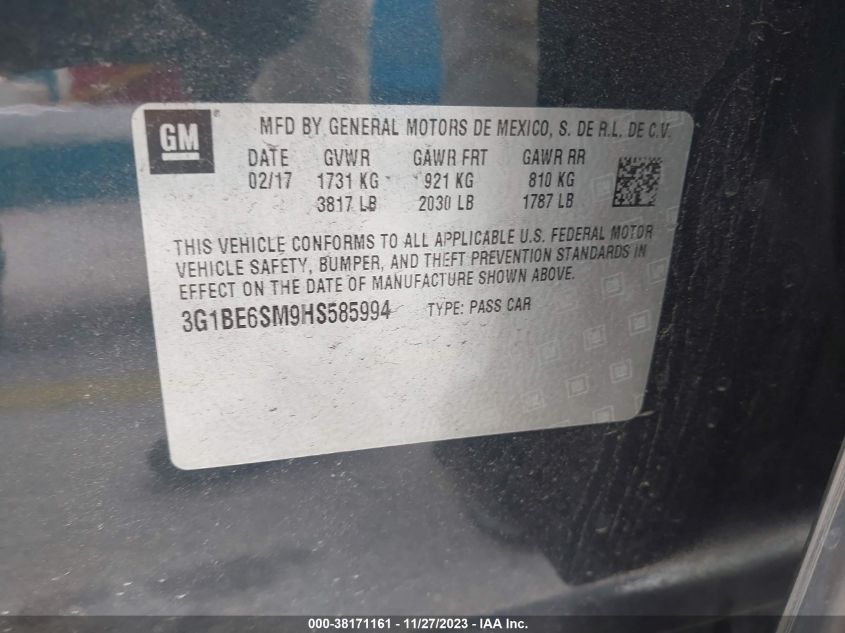 GM
MFD BY GENERAL MOTORS DE MEXICO, S. DE R.L. DE C.V.
DATE GVWR GAWR FRT GAWR RR
02/17 1731 KG 921 KG 810 KG
3817 LB 2030 LB 1787 LB
THIS VEHICLE CONFORMS TO ALL APPLICABLE U.S. FEDERAL MOTOR
VEHICLE SAFETY, BUMPER, AND THEFT PREVENTION STANDARDS IN
EFFECT ON THE DATE OF MANUFACTURE SHOWN ABOVE.
3G1BE6SM9HS585994 TYPE: PASS CAR
000-38171161 - 11/27/2023 - IAA Inc.